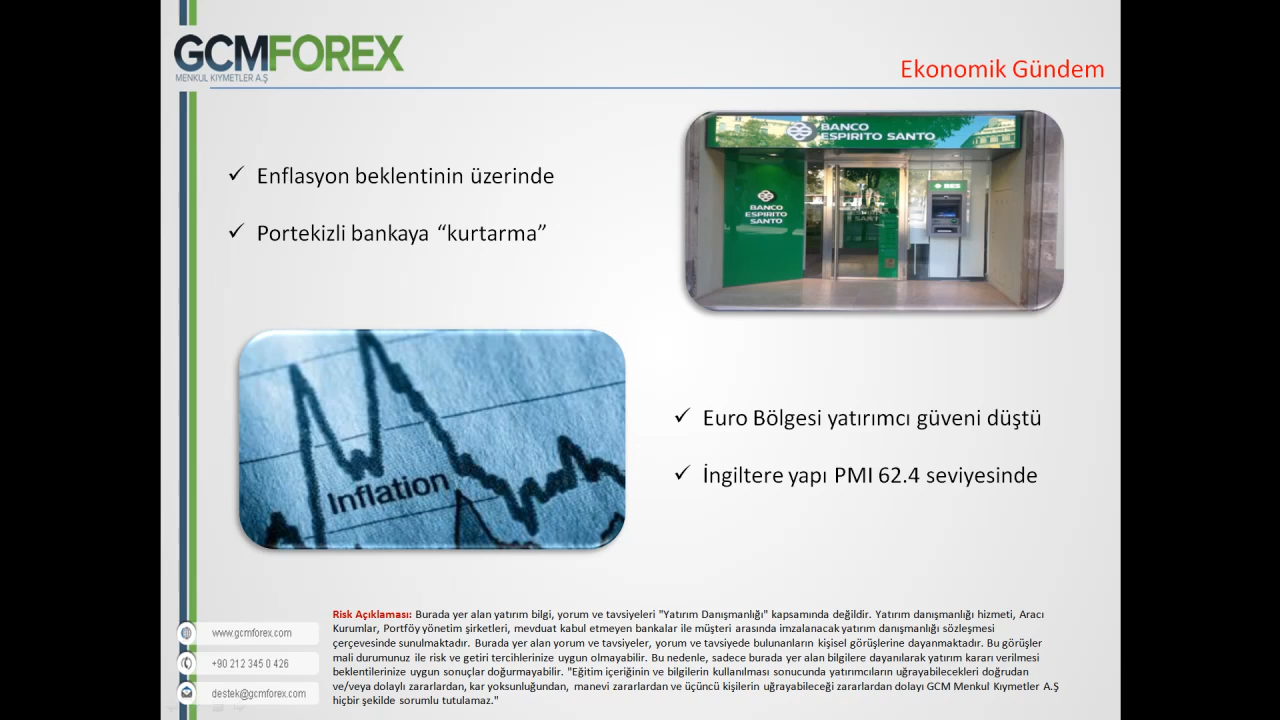 GCMFOREX
MENKUL KIYMETLER A.Ş
Ekonomik Gündem
BANCO
ESPIRITO SANTO
BES
BANCO
ESPIRITO
SANTO
✓ Enflasyon beklentinin üzerinde
✓ Portekizli bankaya “kurtarma”
Inflation
✓ Euro Bölgesi yatırımcı güveni düştü
✓ İngiltere yapı PMI 62.4 seviyesinde
www.gcmforex.com
+90 212 345 0 426
destek@gcmforex.com
Risk Açıklaması: Burada yer alan yatırım bilgi, yorum ve tavsiyeleri "Yatırım Danışmanlığı" kapsamında değildir. Yatırım danışmanlığı hizmeti, Aracı
Kurumlar, Portföy yönetim şirketleri, mevduat kabul etmeyen bankalar ile müşteri arasında imzalanacak yatırım danışmanlığı sözleşmesi
çerçevesinde sunulmaktadır. Burada yer alan yorum ve tavsiyeler, yorum ve tavsiyede bulunanların kişisel görüşlerine dayanmaktadır. Bu görüşler
mali durumunuz ile risk ve getiri tercihlerinize uygun olmayabilir. Bu nedenle, sadece burada yer alan bilgilere dayanılarak yatırım kararı verilmesi
beklentilerinize uygun sonuçlar doğurmayabilir. "Eğitim içeriğinin ve bilgilerin kullanılması sonucunda yatırımcıların uğrayabilecekleri doğrudan
ve/veya dolaylı zararlardan, kar yoksunluğundan, manevi zararlardan ve üçüncü kişilerin uğrayabileceği zararlardan dolayı GCM Menkul Kıymetler A.Ş
hiçbir şekilde sorumlu tutulamaz."